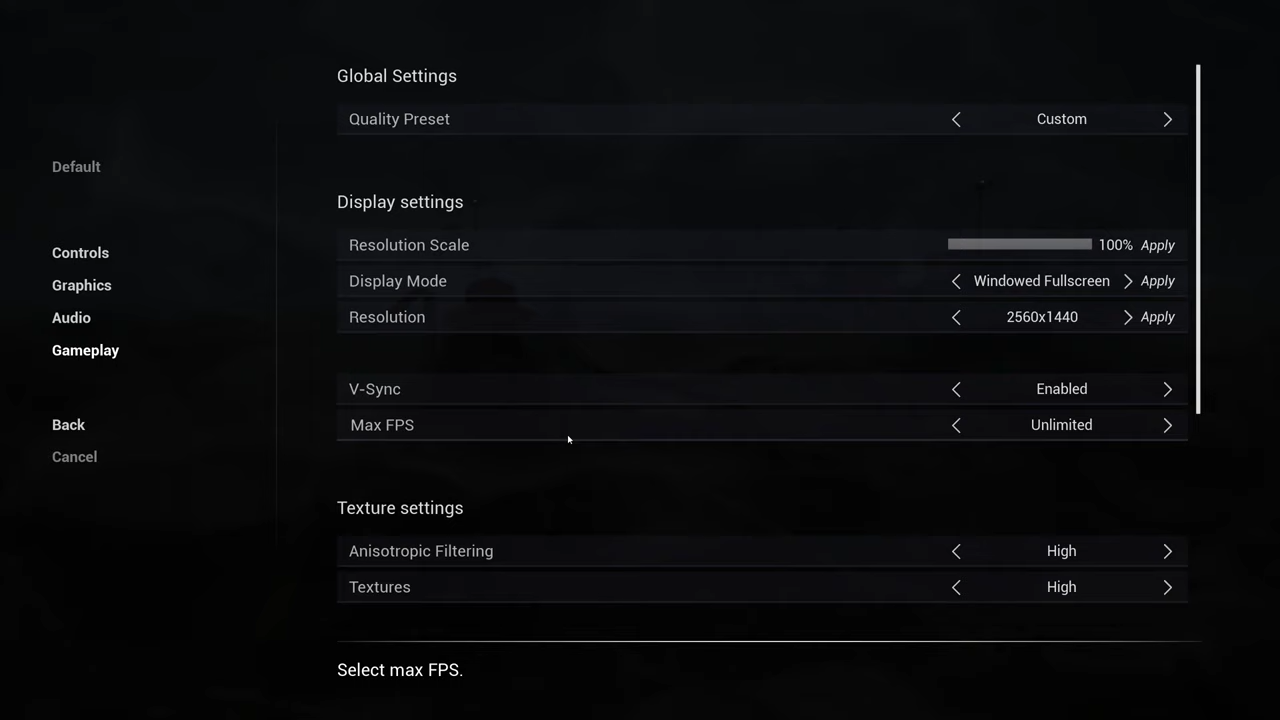 Global Settings
Quality Preset Custom
Default
Display settings
Resolution Scale 100% Apply
Controls
Display Mode Windowed Fullscreen Apply
Graphics
Resolution 2560x1440 Apply
Audio
Gameplay
V-Sync Enabled
Back
Max FPS Unlimited
Cancel
Texture settings
Anisotropic Filtering High
Textures High
Select max FPS.